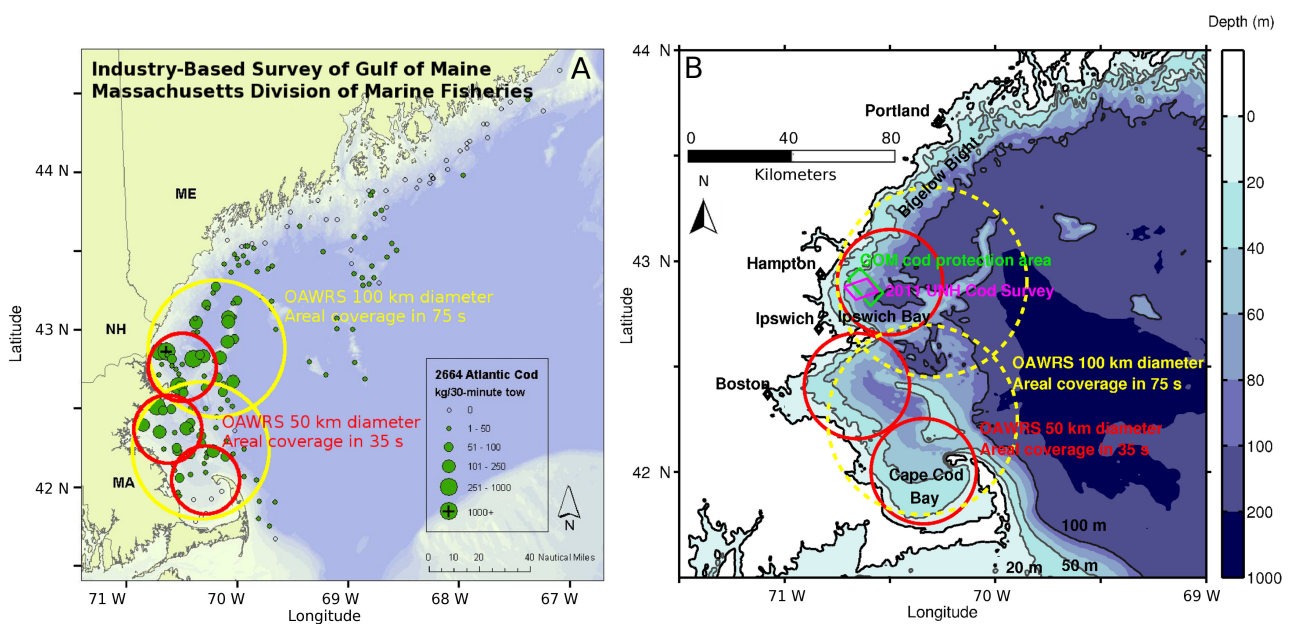 Industry-Based Survey of Gulf of Maine
Massachusetts Division of Marine Fisheries
A
44 N
43 N
42 N
Latitude
ME
NH
MA
OAWRS 100 km diameter
Areal coverage in 75 s
OAWRS 50 km diameter
Areal coverage in 35 s
2664 Atlantic Cod
kg/30-minute tow
0
1 - 50
51 - 100
101 - 250
251 - 1000
1000+
N
0 10 20 40 Nautical Miles
71 W 70 W 69 W 68 W 67 W
Longitude
B
Depth (m)
44 N
43 N
42 N
Latitude
Portland
0 40 80
Kilometers
N
Bigelow Bight
Hampton
GOM cod protection area
2011 UNH Cod Survey
Ipswich
Ipswich Bay
Boston
OAWRS 100 km diameter
Areal coverage in 75 s
OAWRS 50 km diameter
Areal coverage in 35 s
Cape Cod
Bay
100 m
20 m
50 m
71 W 70 W 69 W
Longitude
0
20
40
60
80
100
200
1000